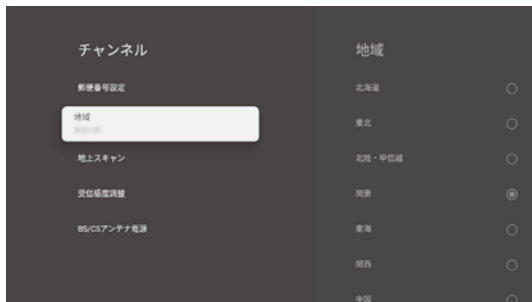 チャンネル
郵便番号設定
地域
地上スキャン
受信感度調整
BS/CSアンテナ電源
地域
北海道
東北
北陸・甲信越
関東
東海
関西
中国